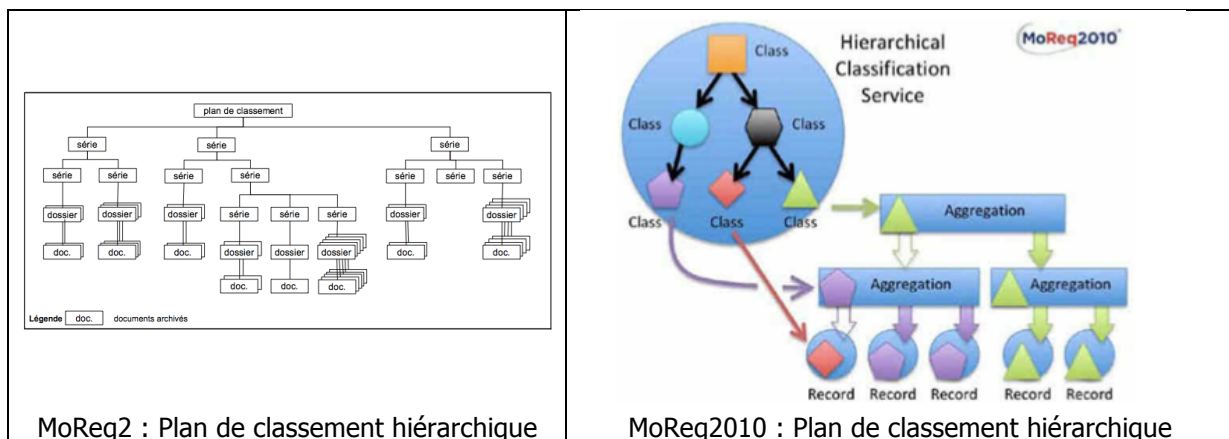 plan de classement
série série série
série série série série série série série
série série série
dossier dossier dossier dossier dossier
doc. doc. doc. dossier dossier dossier doc. doc.
doc. doc. doc.
Légende doc. documents archivés
MoReq2 : Plan de classement hiérarchique
MoReq2010
Hierarchical
Classification
Service
Class
Class Class
Class Class Class
Aggregation
Aggregation Aggregation
Record Record Record Record Record
MoReq2010 : Plan de classement hiérarchique